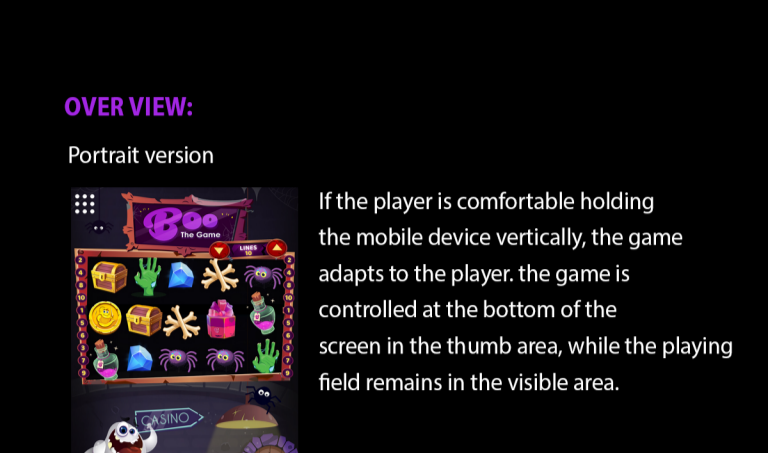 OVER VIEW:
Portrait version
Boo
The Game
LINES
10
If the player is comfortable holding
the mobile device vertically, the game
adapts to the player. the game is
controlled at the bottom of the
screen in the thumb area, while the playing
field remains in the visible area.
CASINO